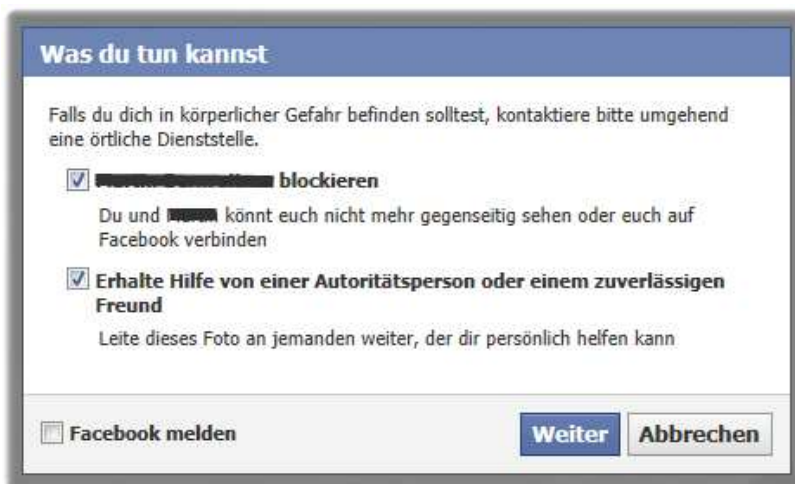 Was du tun kannst
Falls du dich in körperlicher Gefahr befinden solltest, kontaktiere bitte umgehend
eine örtliche Dienststelle.
blockieren
Du und könnt euch nicht mehr gegenseitig sehen oder euch auf
Facebook verbinden
Erhalte Hilfe von einer Autoritätsperson oder einem zuverlässigen
Freund
Leite dieses Foto an jemanden weiter, der dir persönlich helfen kann
Facebook melden
Weiter
Abbrechen